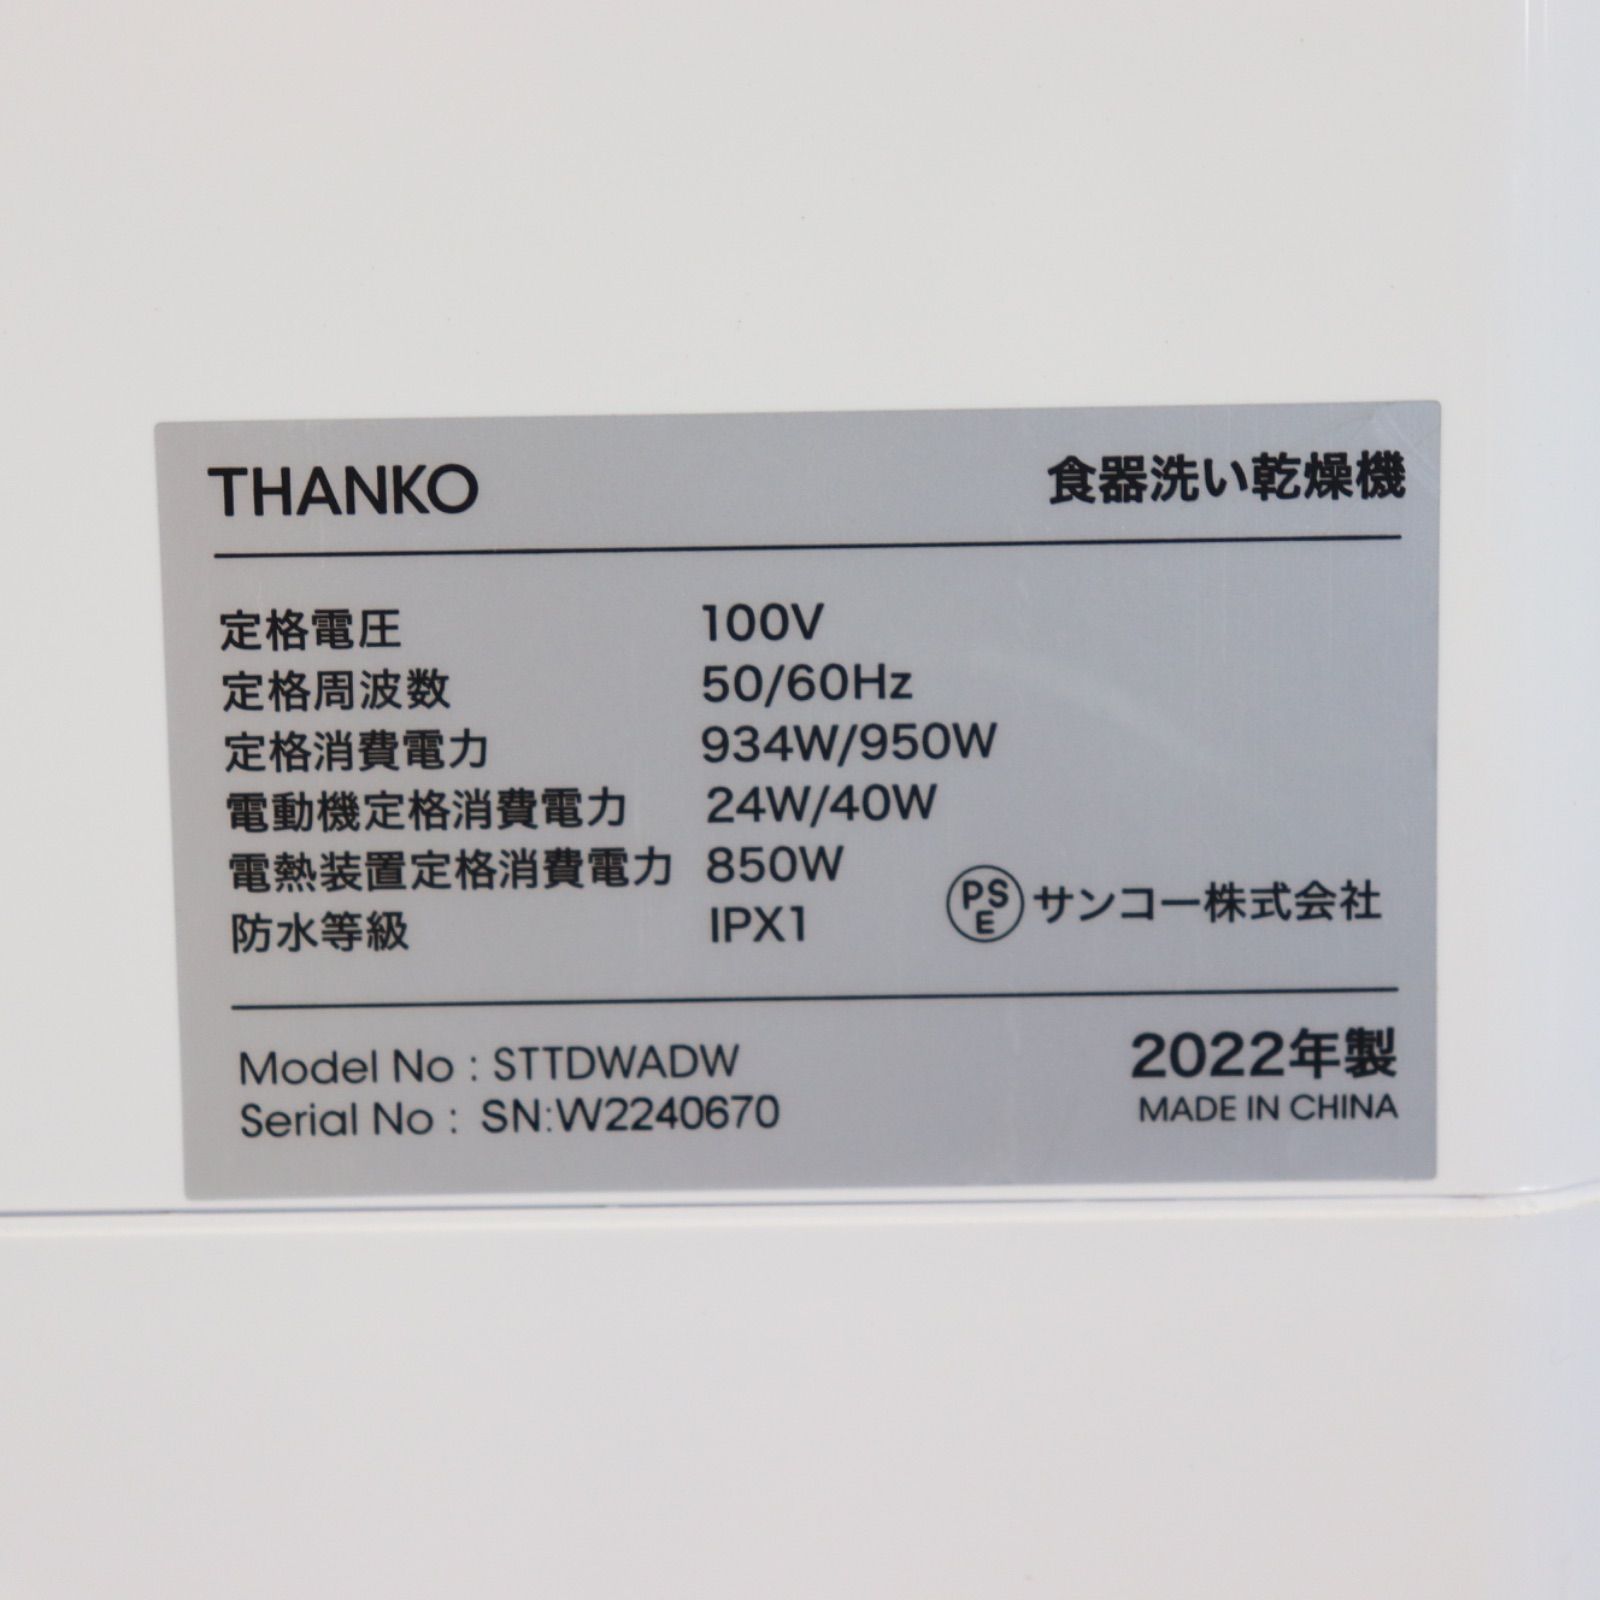 THANKO 食器洗い乾燥機
定格電圧 100V
定格周波数 50/60Hz
定格消費電力 934W/950W
電動機定格消費電力 24W/40W
電熱装置定格消費電力 850W
防水等級 IPX1
PSE サンコー株式会社
Model No : STTDWADW
Serial No : SN:W2240670
2022年製
MADE IN CHINA